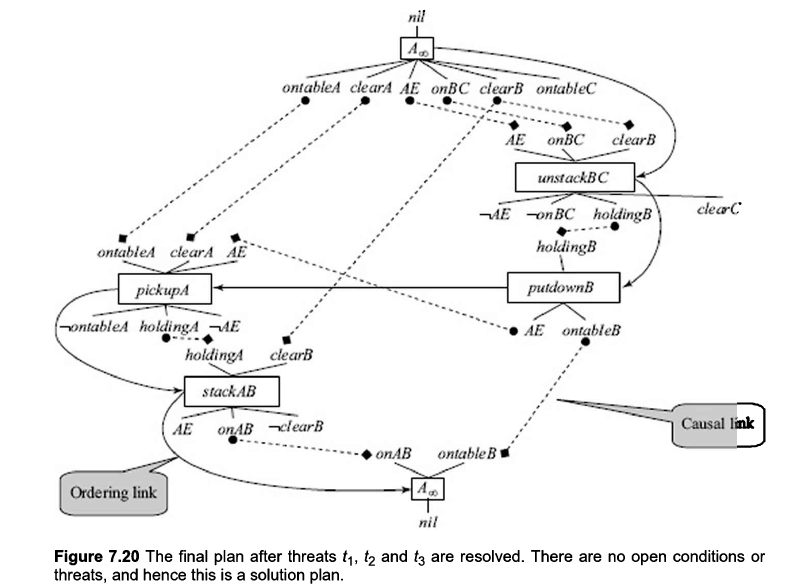 nil
A∞
ontableA clearA AE onBC clearB ontableC
AE onBC clearB
unstackBC
¬AE ¬onBC holdingB clearC
holdingB
ontableA clearA AE
pickupA putdownB
¬ontableA holdingA ¬AE AE ontableB
holdingA clearB
stackAB
AE onAB ¬clearB
Causal link
onAB ontableB
Ordering link
A∞
nil
Figure 7.20 The final plan after threats t₁, t₂ and t₃ are resolved. There are no open conditions or
threats, and hence this is a solution plan.